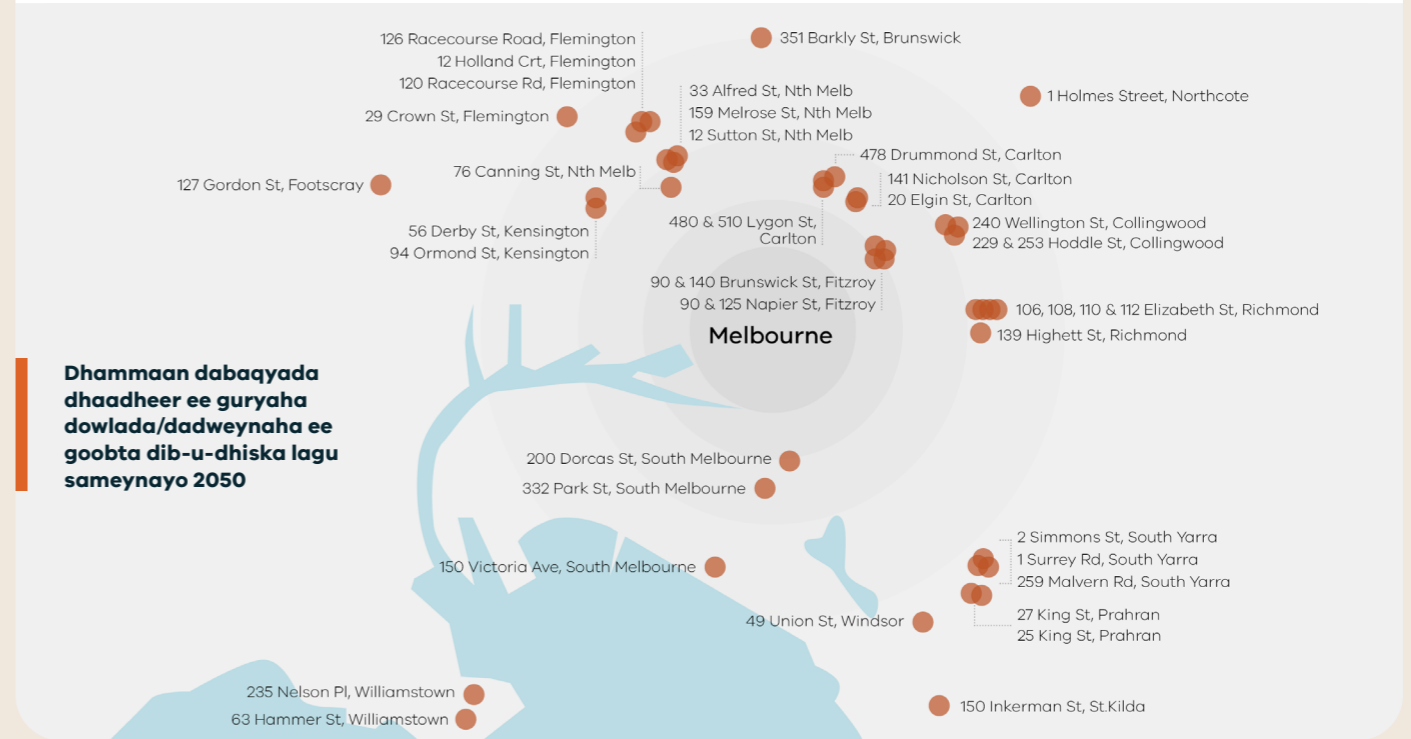 126 Racecourse Road, Flemington
12 Holland Crt, Flemington
120 Racecourse Rd, Flemington
351 Barkly St, Brunswick
1 Holmes Street, Northcote
29 Crown St, Flemington
33 Alfred St, Nth Melb
159 Melrose St, Nth Melb
12 Sutton St, Nth Melb
478 Drummond St, Carlton
76 Canning St, Nth Melb
127 Gordon St, Footscray
141 Nicholson St, Carlton
20 Elgin St, Carlton
480 & 510 Lygon St,
Carlton
240 Wellington St, Collingwood
229 & 253 Hoddle St, Collingwood
56 Derby St, Kensington
94 Ormond St, Kensington
90 & 140 Brunswick St, Fitzroy
90 & 125 Napier St, Fitzroy
106, 108, 110 & 112 Elizabeth St, Richmond
139 Highett St, Richmond
Melbourne
Dhammaan dabaqyada
dhaadheer ee guryaha
dowlada/dadweynaha ee
goobta dib-u-dhiska lagu
sameynayo 2050
200 Dorcas St, South Melbourne
332 Park St, South Melbourne
150 Victoria Ave, South Melbourne
2 Simmons St, South Yarra
1 Surrey Rd, South Yarra
259 Malvern Rd, South Yarra
27 King St, Prahran
25 King St, Prahran
49 Union St, Windsor
235 Nelson Pl, Williamstown
63 Hammer St, Williamstown
150 Inkerman St, St.Kilda